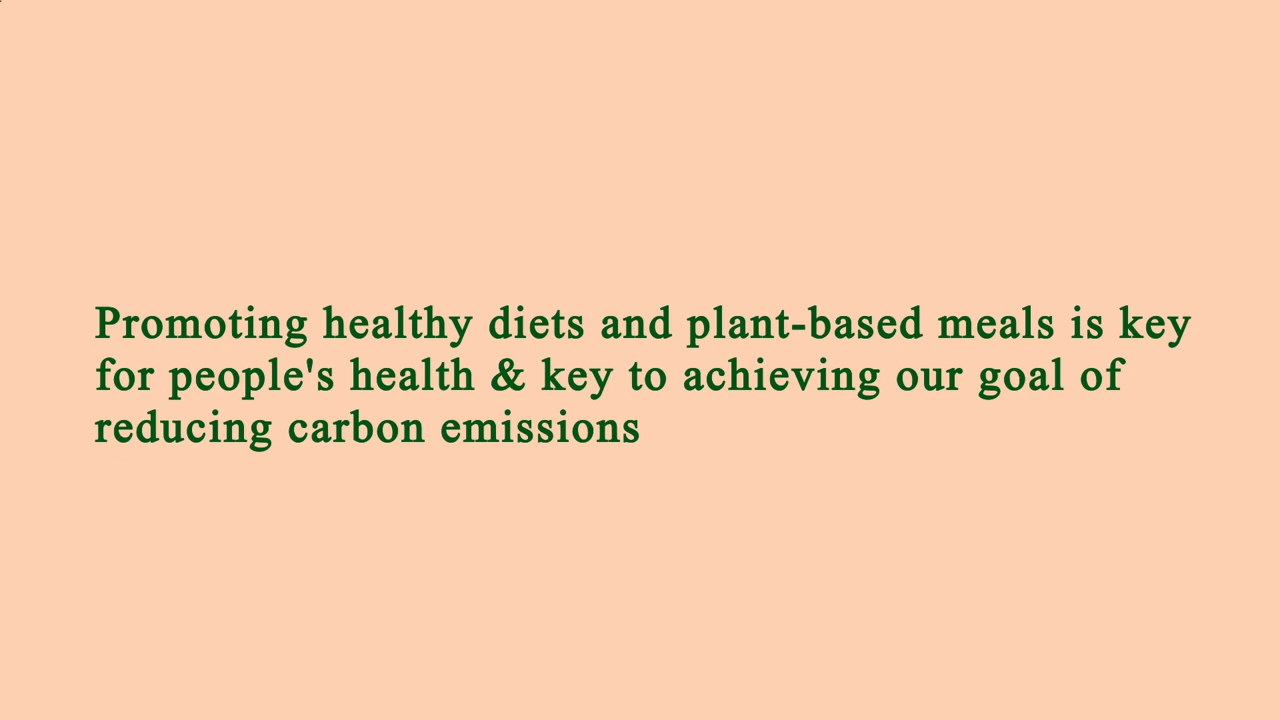 Promoting healthy diets and plant-based meals is key
for people's health & key to achieving our goal of
reducing carbon emissions